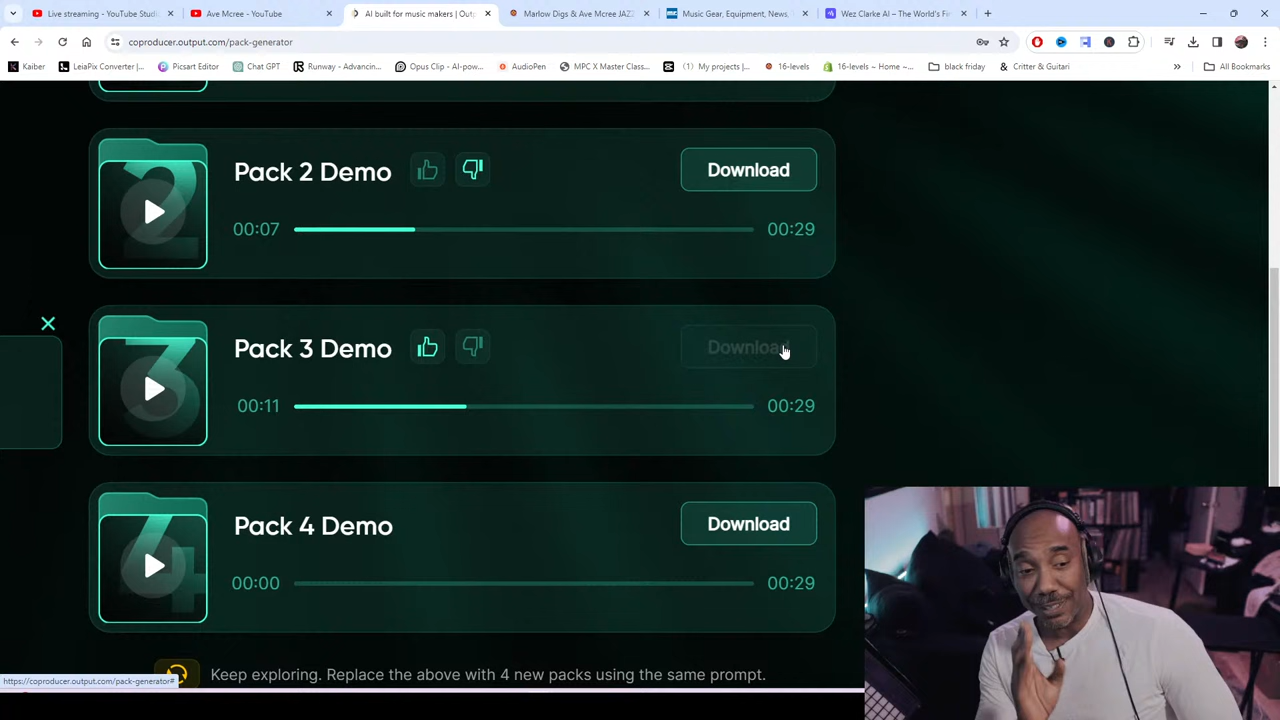 Live streaming - YouTube Studi
Ave Mcree - YouTube
AI built for music makers | Outp
Marlow Digs & Ave Mcree JAZZ
Music Gear, Equipment, News,
Wez Clarke AI – The World's Fi
coproducer.output.com/pack-generator
Kaiber
LeiaPix Converter |...
Picsart Editor
Chat GPT
Runway - Advancin...
Opus Clip - AI-pow...
AudioPen
MPC X Master Class...
(1) My projects |...
16-levels
16-levels ~ Home ~...
black friday
Critter & Guitari
All Bookmarks
Pack 2 Demo
Download
2
00:07
00:29
Pack 3 Demo
Download
3
00:11
00:29
Pack 4 Demo
Download
4
00:00
00:29
Keep exploring. Replace the above with 4 new packs using the same prompt.
https://coproducer.output.com/pack-generator#